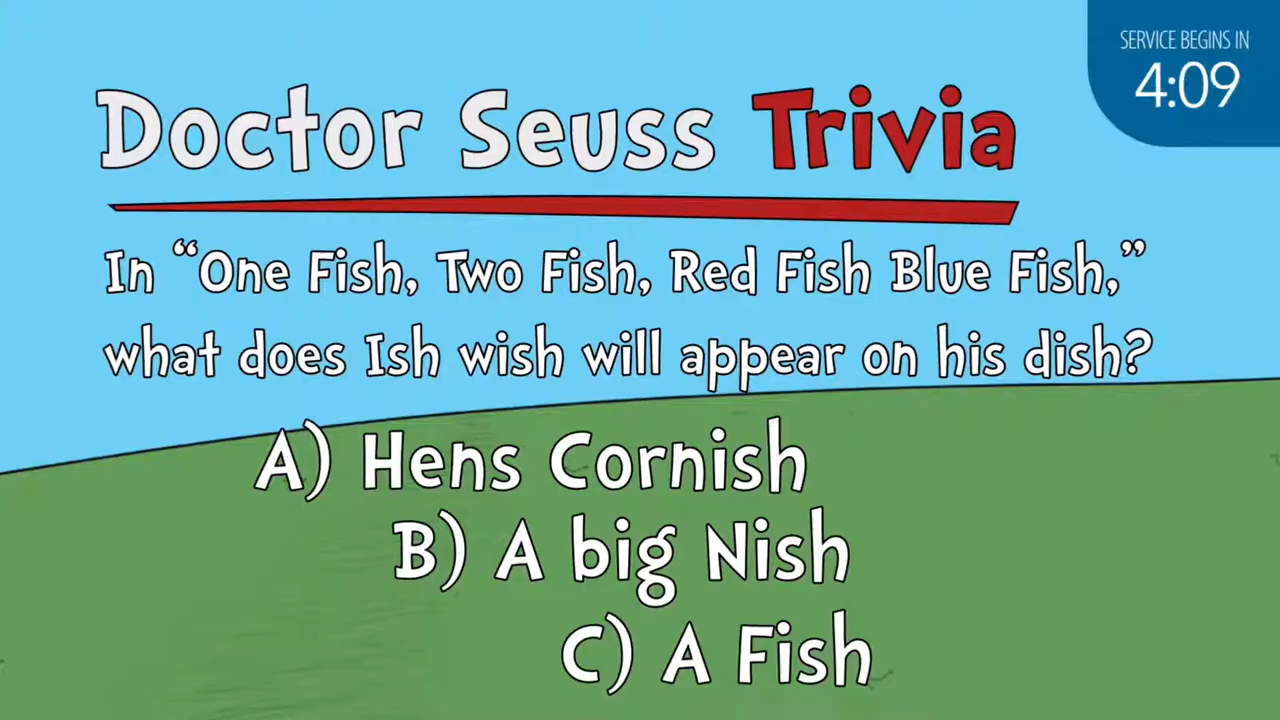 SERVICE BEGINS IN
4:09
Doctor Seuss Trivia
In “One Fish, Two Fish, Red Fish Blue Fish,”
what does Ish wish will appear on his dish?
A) Hens Cornish
B) A big Nish
C) A Fish